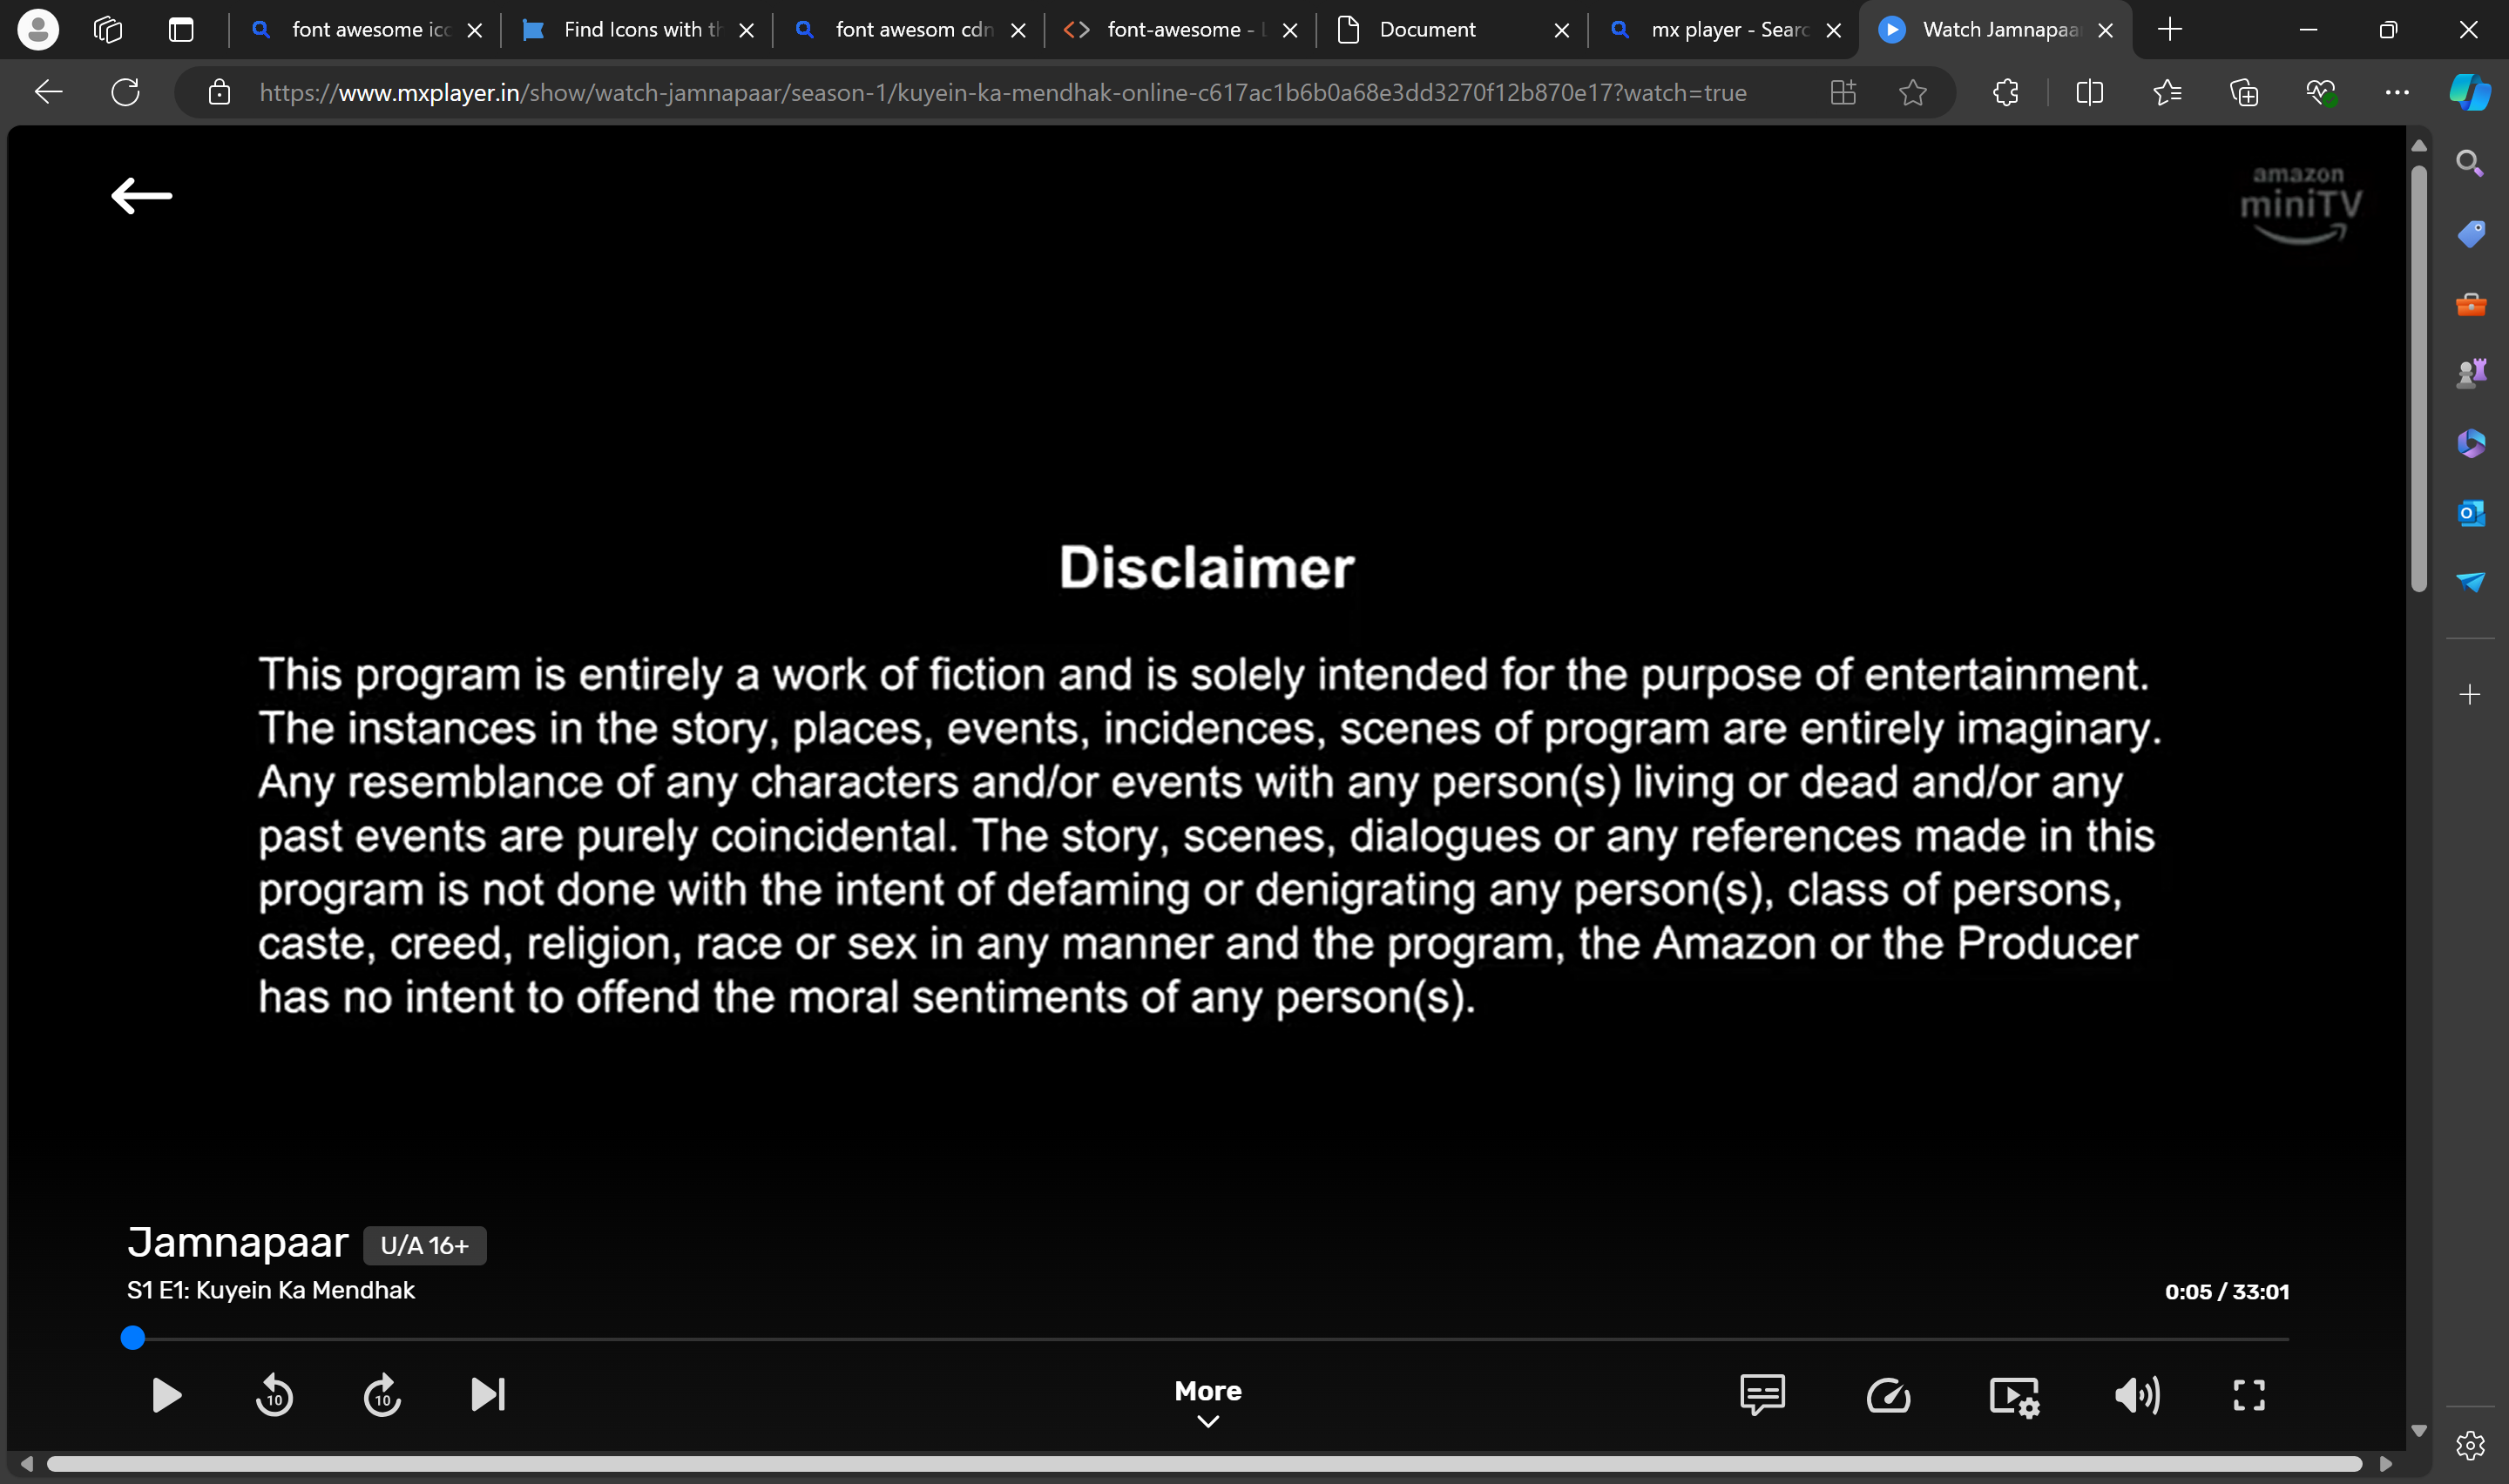 font awesome ic
Find Icons with th
font awesom cdn
font-awesome -
Document
mx player - Sear
Watch Jamnapaa
https://www.mxplayer.in/show/watch-jamnapaar/season-1/kuyein-ka-mendhak-online-c617ac1b6b0a68e3dd3270f12b870e17?watch=true
amazon
miniTV
Disclaimer
This program is entirely a work of fiction and is solely intended for the purpose of entertainment.
The instances in the story, places, events, incidences, scenes of program are entirely imaginary.
Any resemblance of any characters and/or events with any person(s) living or dead and/or any
past events are purely coincidental. The story, scenes, dialogues or any references made in this
program is not done with the intent of defaming or denigrating any person(s), class of persons,
caste, creed, religion, race or sex in any manner and the program, the Amazon or the Producer
has no intent to offend the moral sentiments of any person(s).
Jamnapaar U/A 16+
S1 E1: Kuyein Ka Mendhak
0:05 / 33:01
10
10
More